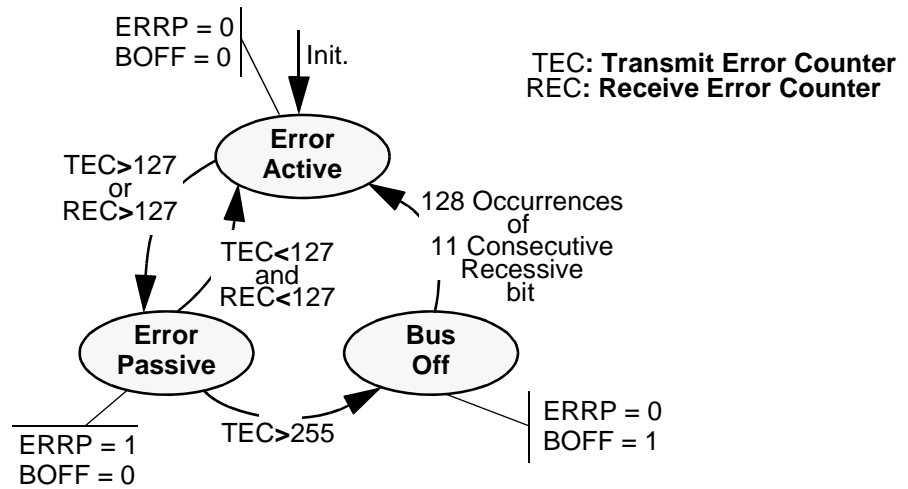 ERRP = 0
BOFF = 0
Init.
TEC: Transmit Error Counter
REC: Receive Error Counter
Error
Active
TEC>127
or
REC>127
TEC<127
and
REC<127
128 Occurrences
of
11 Consecutive
Recessive
bit
Error
Passive
Bus
Off
TEC>255
ERRP = 1
BOFF = 0
ERRP = 0
BOFF = 1